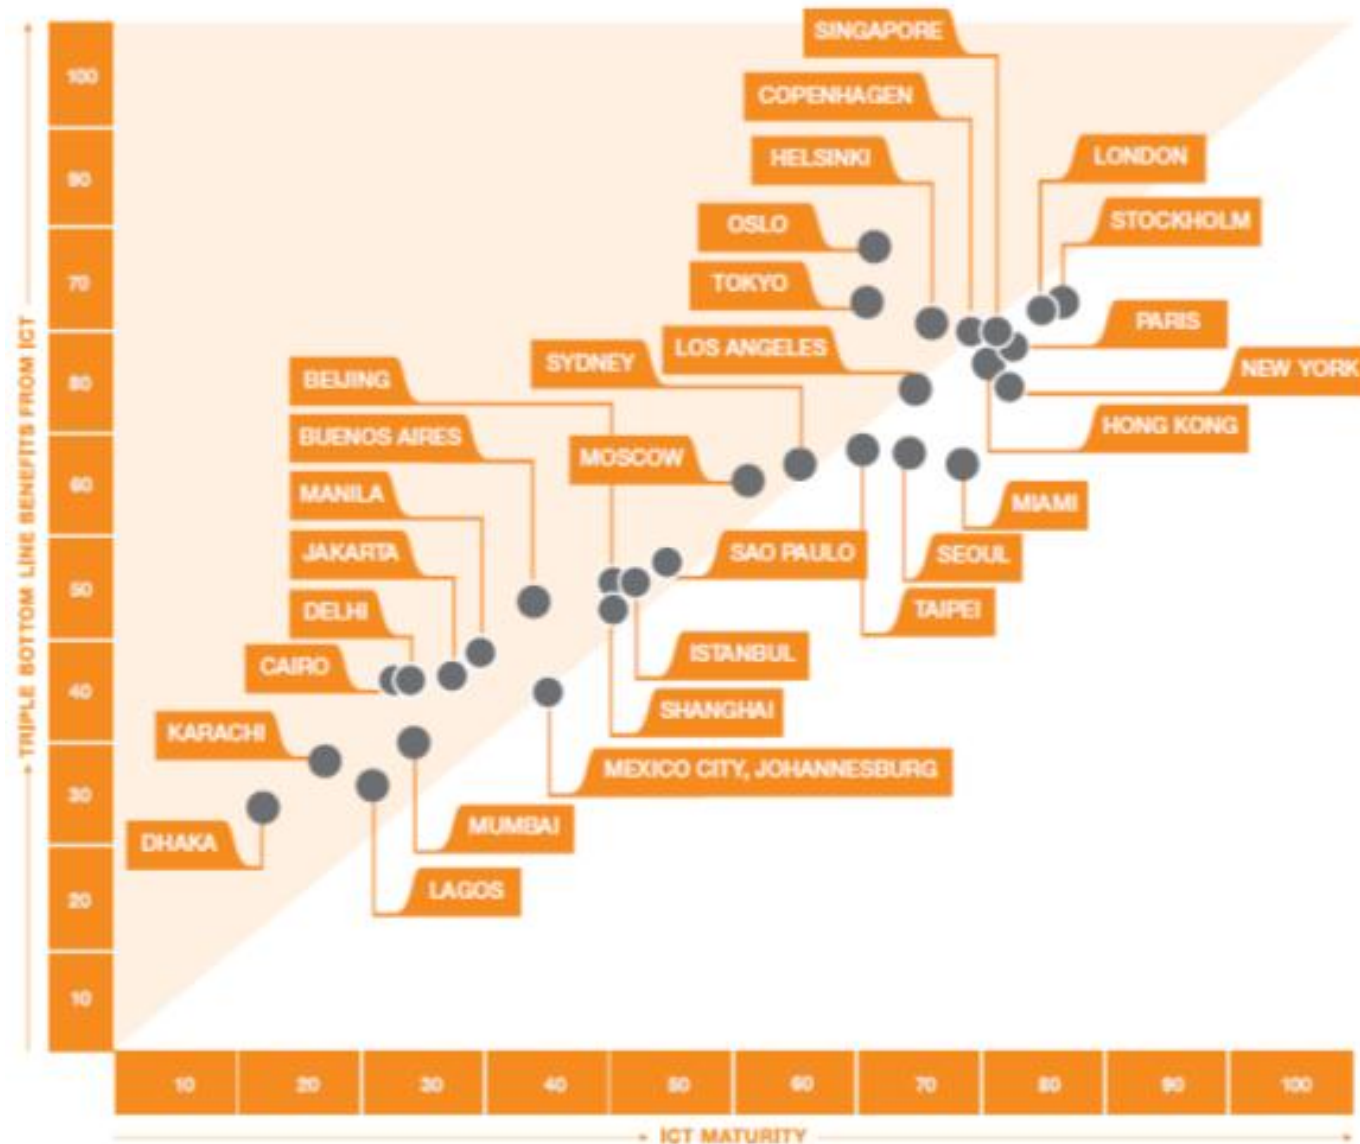 SINGAPORE
COPENHAGEN
HELSINKI
LONDON
OSLO
STOCKHOLM
TOKYO
PARIS
LOS ANGELES
SYDNEY
NEW YORK
BEIJING
HONG KONG
BUENOS AIRES
MOSCOW
MANILA
MIAMI
JAKARTA
SAO PAULO
SEOUL
DELHI
TAIPEI
CAIRO
ISTANBUL
SHANGHAI
KARACHI
MEXICO CITY, JOHANNESBURG
MUMBAI
DHAKA
LAGOS
TRIPLE BOTTOM LINE BENEFITS FROM ICT
100
90
70
80
60
50
40
30
20
10
10 20 30 40 50 60 70 80 90 100
ICT MATURITY